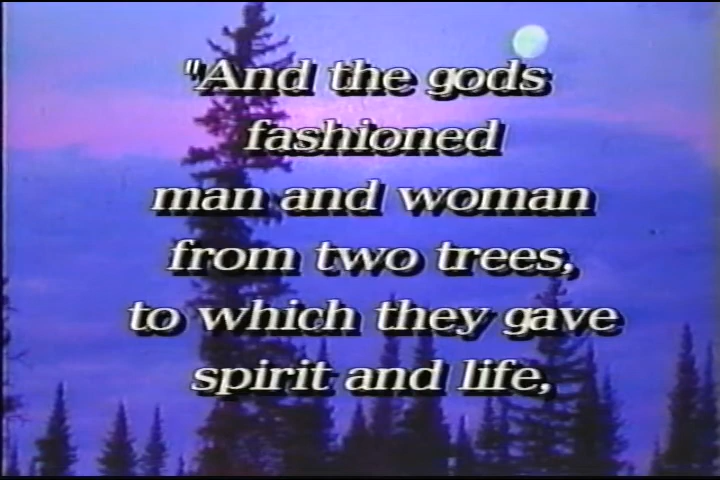 "And the gods
fashioned
man and woman
from two trees,
to which they gave
spirit and life,